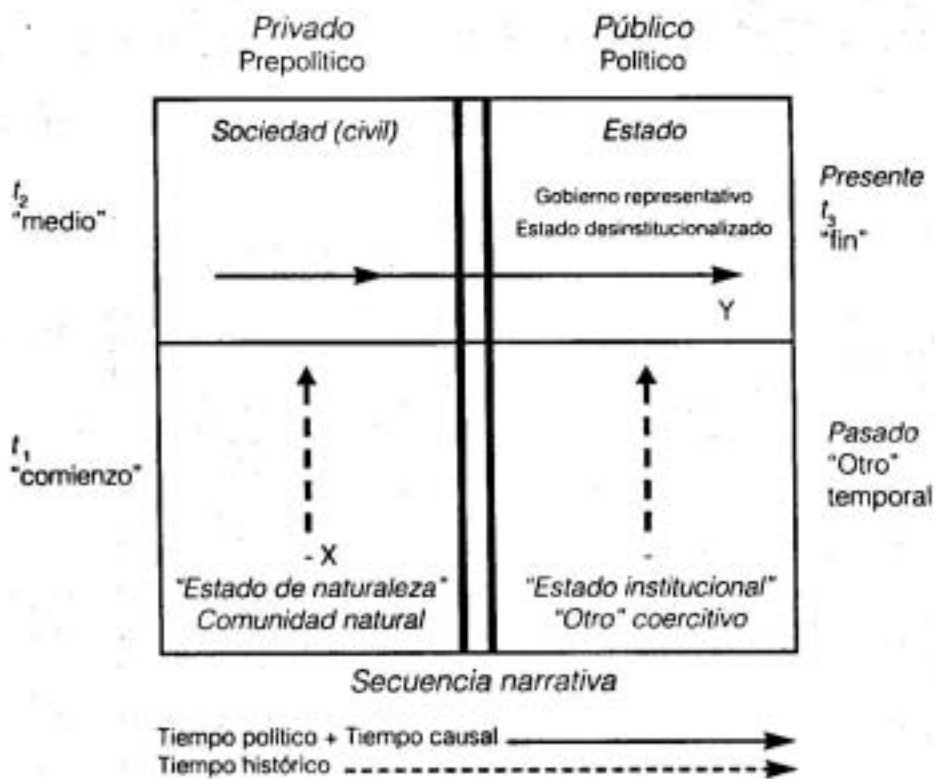 Privado
Prepolítico
Público
Político
Sociedad (civil)
Estado
t2
"medio"
Gobierno representativo
Estado desinstitucionalizado
Presente
t3
"fin"
Y
t1
"comienzo"
Pasado
"Otro"
temporal
- X
-
"Estado de naturaleza"
Comunidad natural
"Estado institucional"
"Otro" coercitivo
Secuencia narrativa
Tiempo político + Tiempo causal
Tiempo histórico